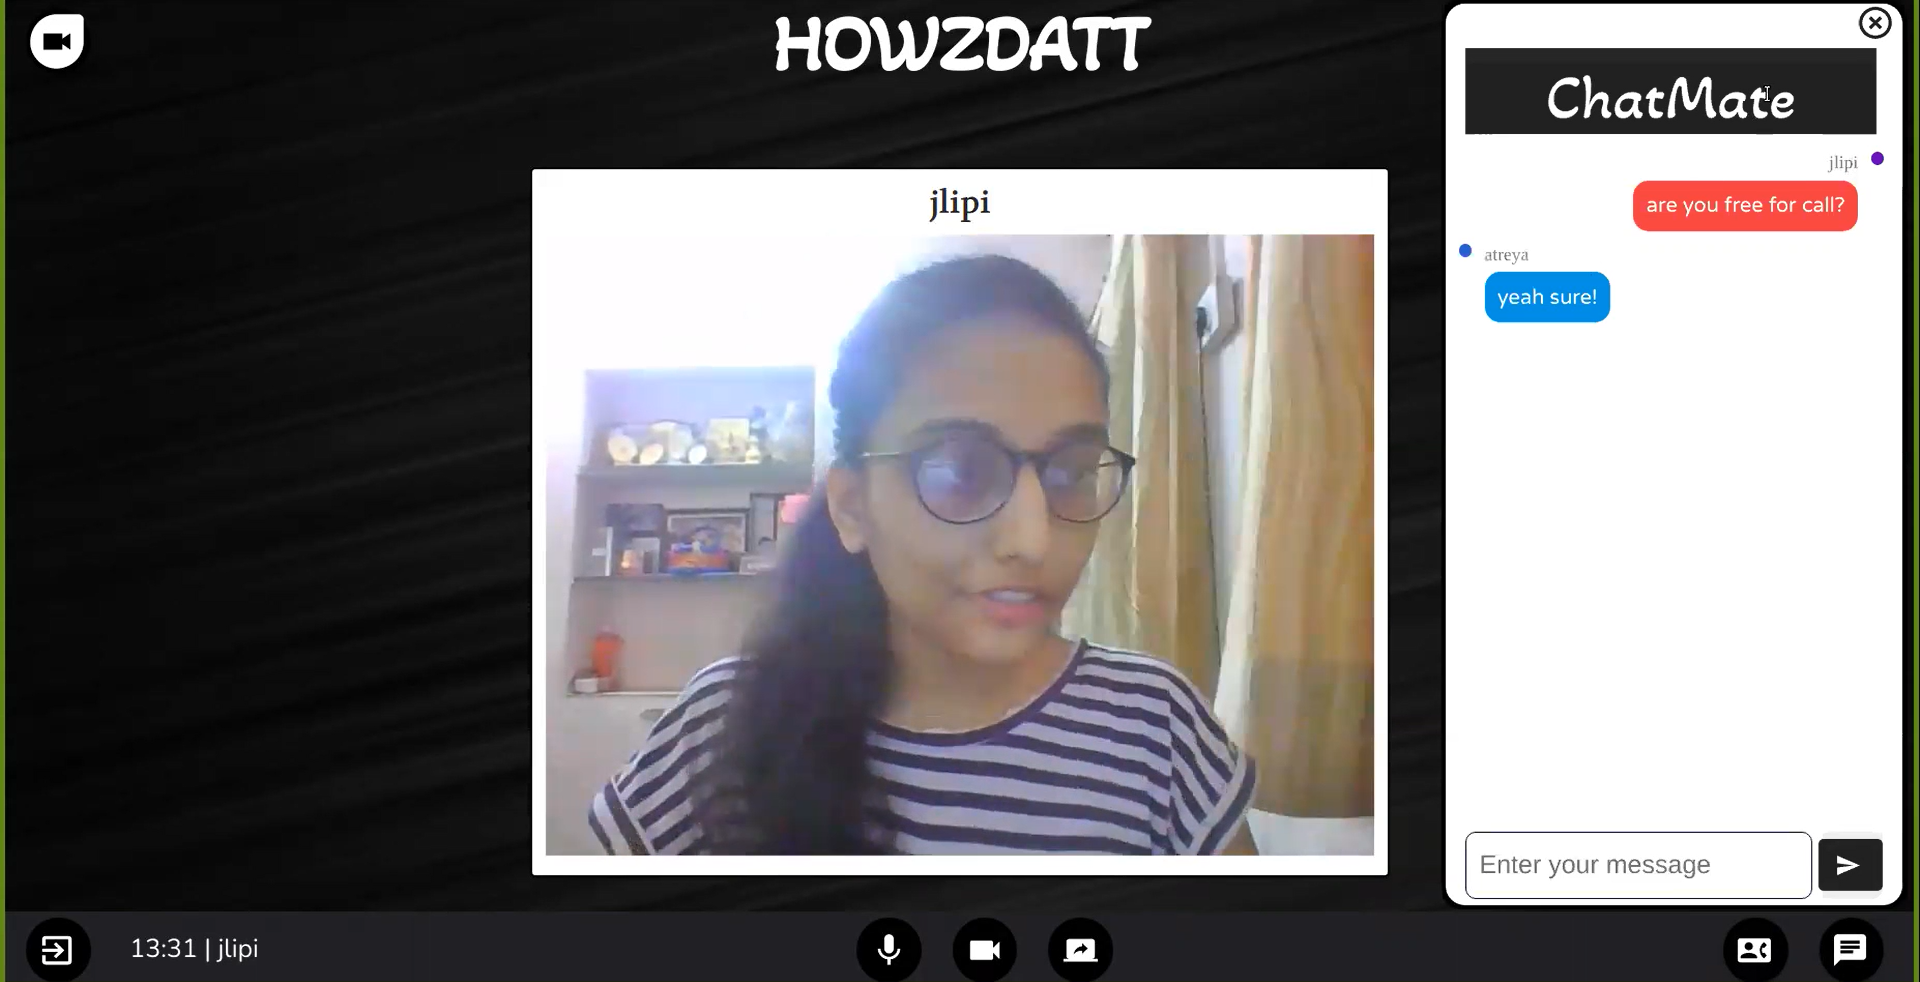 HOWZDATT
jlipi
ChatMate
jlipi
are you free for call?
atreya
yeah sure!
Enter your message
13:31 | jlipi